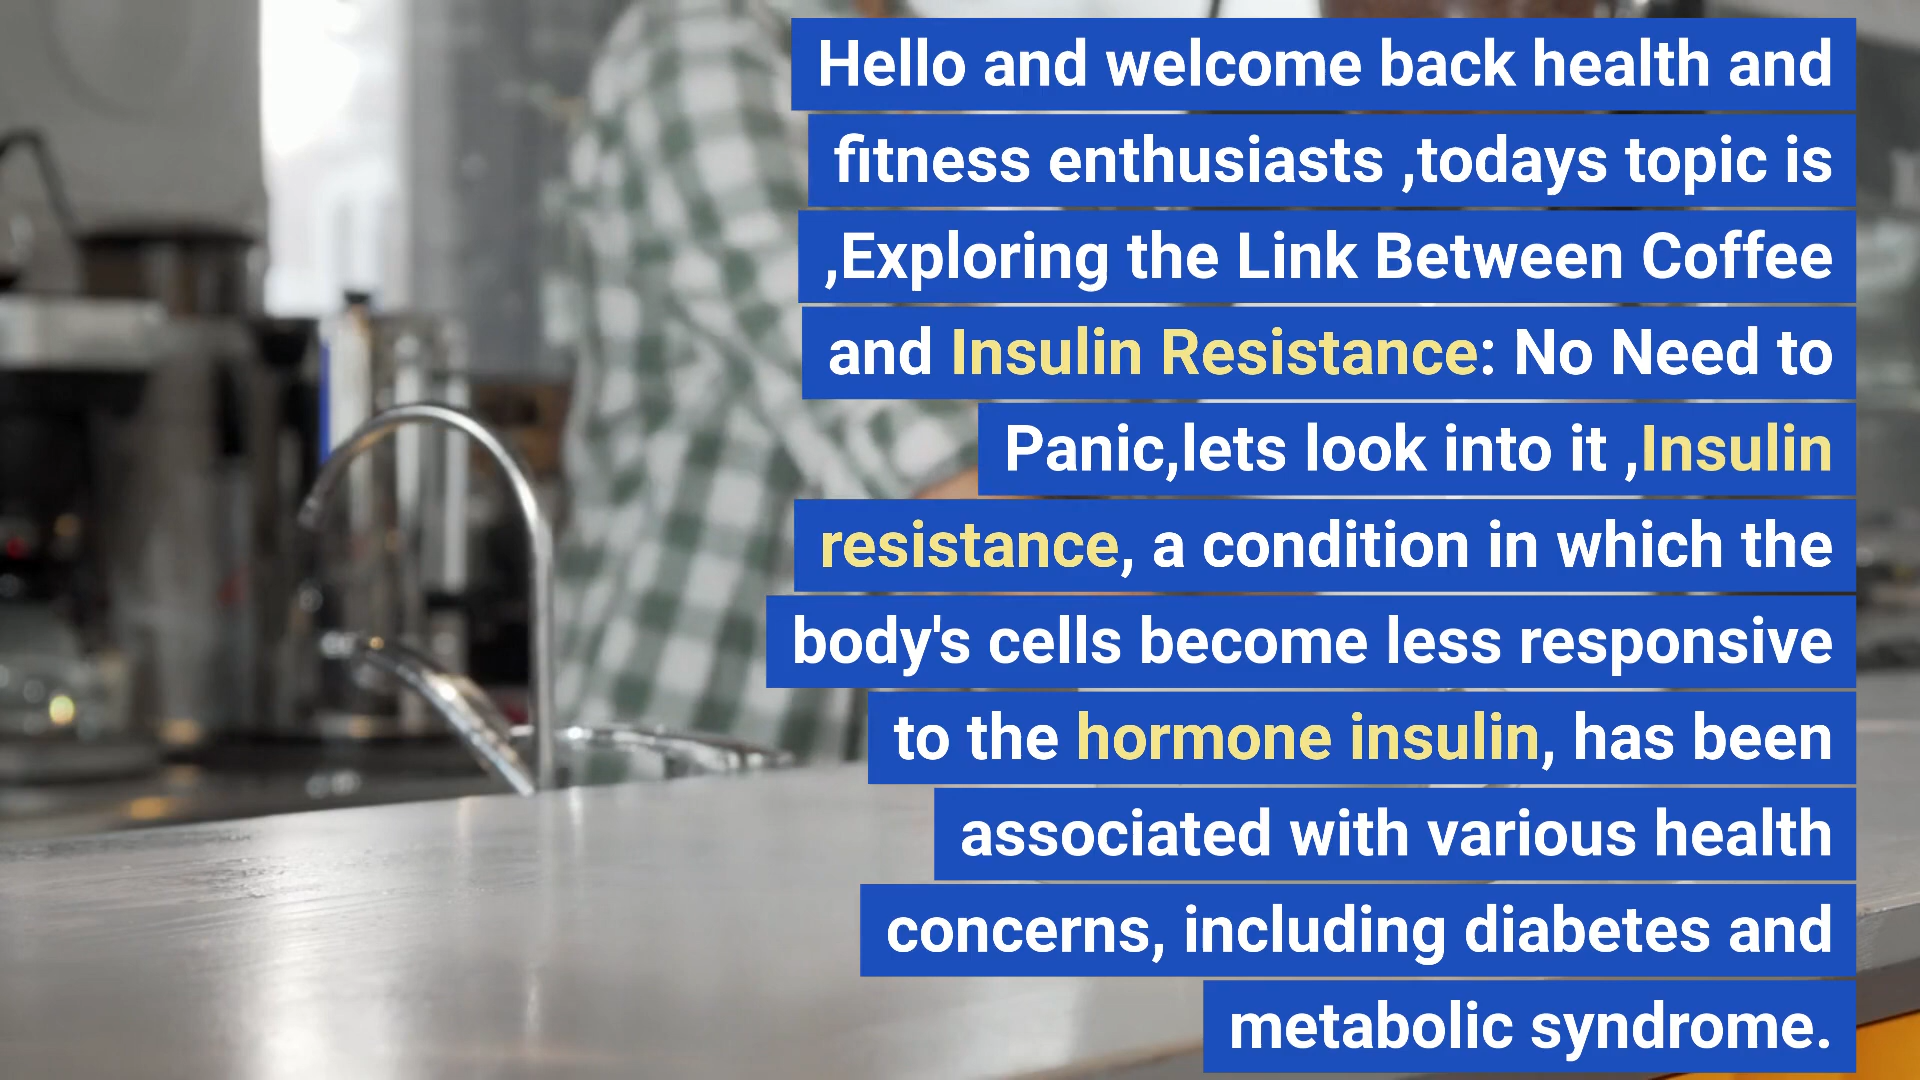 Hello and welcome back health and
fitness enthusiasts ,todays topic is
,Exploring the Link Between Coffee
and Insulin Resistance: No Need to
Panic,lets look into it ,Insulin
resistance, a condition in which the
body's cells become less responsive
to the hormone insulin, has been
associated with various health
concerns, including diabetes and
metabolic syndrome.